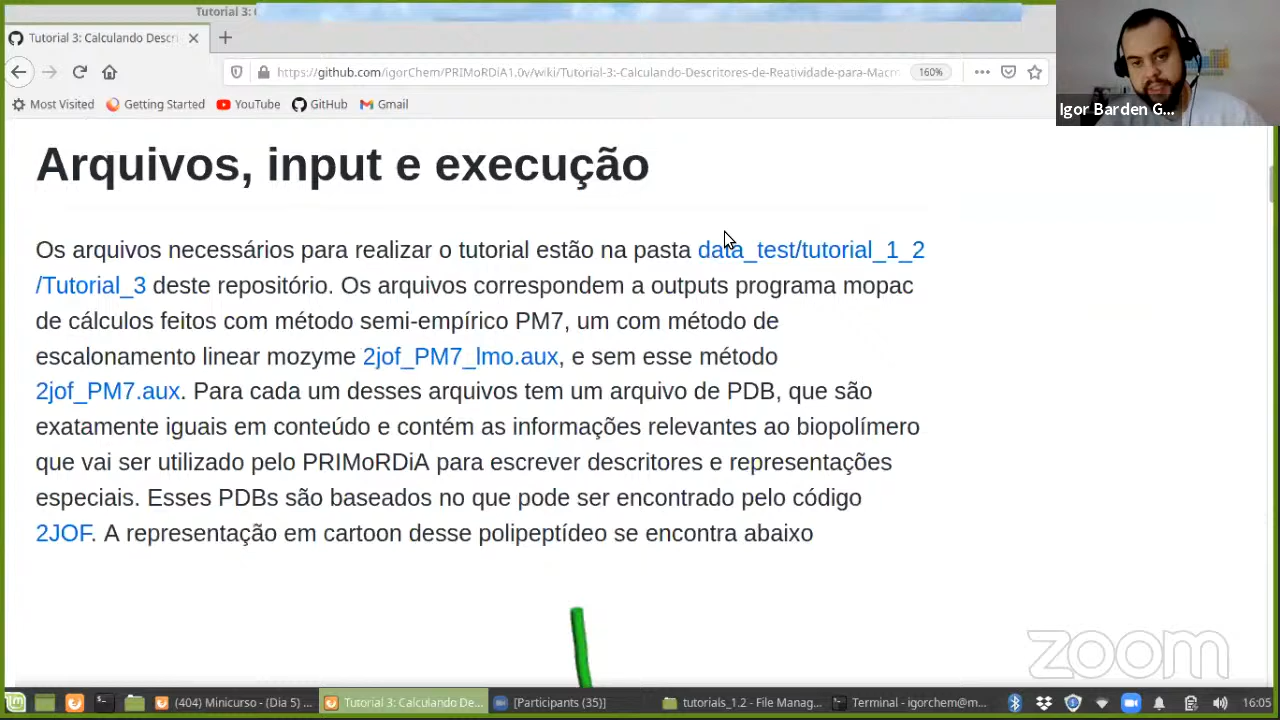 Tutorial 3: (
Tutorial 3: Calculando Descri
https://github.com/igorChem/PRIMoRDiA1.0v/wiki/Tutorial-3:-Calculando-Descritores-de-Reatividade-para-Macro
160%
Most Visited
Getting Started
YouTube
GitHub
Gmail
Igor Barden G...
Arquivos, input e execução
Os arquivos necessários para realizar o tutorial estão na pasta data_test/tutorial_1_2
/Tutorial_3 deste repositório. Os arquivos correspondem a outputs programa mopac
de cálculos feitos com método semi-empírico PM7, um com método de
escalonamento linear mozyme 2jof_PM7_lmo.aux, e sem esse método
2jof_PM7.aux. Para cada um desses arquivos tem um arquivo de PDB, que são
exatamente iguais em conteúdo e contém as informações relevantes ao biopolímero
que vai ser utilizado pelo PRIMoRDiA para escrever descritores e representações
especiais. Esses PDBs são baseados no que pode ser encontrado pelo código
2JOF. A representação em cartoon desse polipeptídeo se encontra abaixo
zoom
(404) Minicurso - (Dia 5) ...
Tutorial 3: Calculando De...
[Participants (35)]
tutorials_1.2 - File Manag...
Terminal - igorchem@m...
16:05